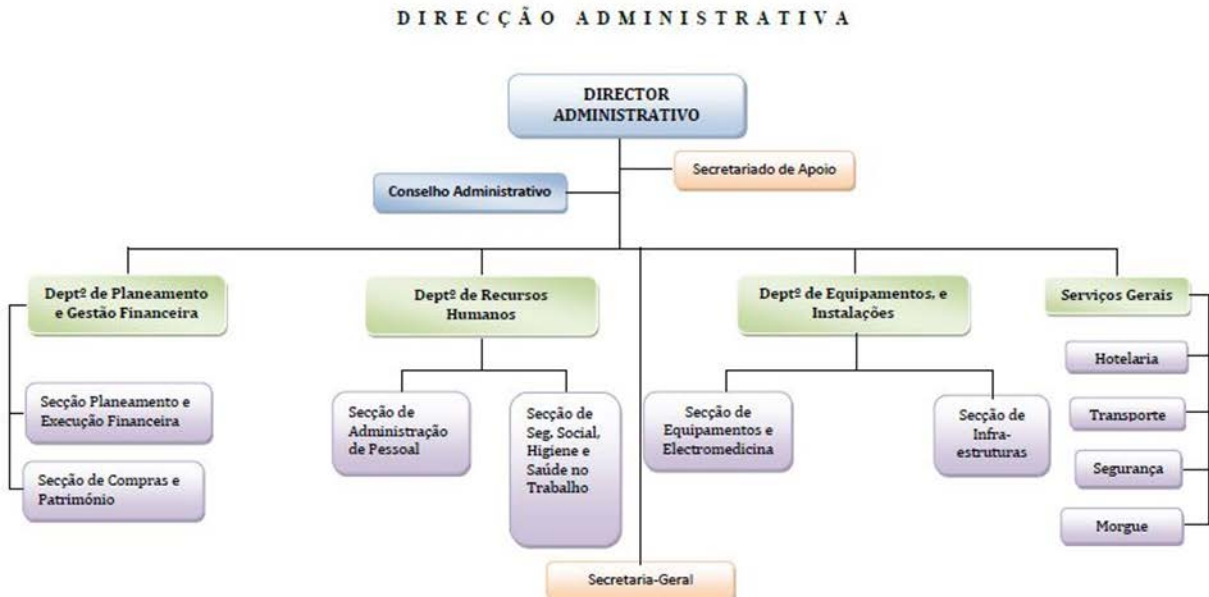 DIRECÇÃO ADMINISTRATIVA
DIRECTOR
ADMINISTRATIVO
Secretariado de Apoio
Conselho Administrativo
Deptº de Planeamento
e Gestão Financeira
Secção Planeamento e
Execução Financeira
Secção de Compras e
Património
Deptº de Recursos
Humanos
Secção de
Administração
de Pessoal
Secção de
Seg. Social,
Higiene e
Saúde no
Trabalho
Deptº de Equipamentos, e
Instalações
Secção de
Equipamentos e
Electromedicina
Secção de
Infra-
estruturas
Serviços Gerais
Hotelaria
Transporte
Segurança
Morgue
Secretaria-Geral